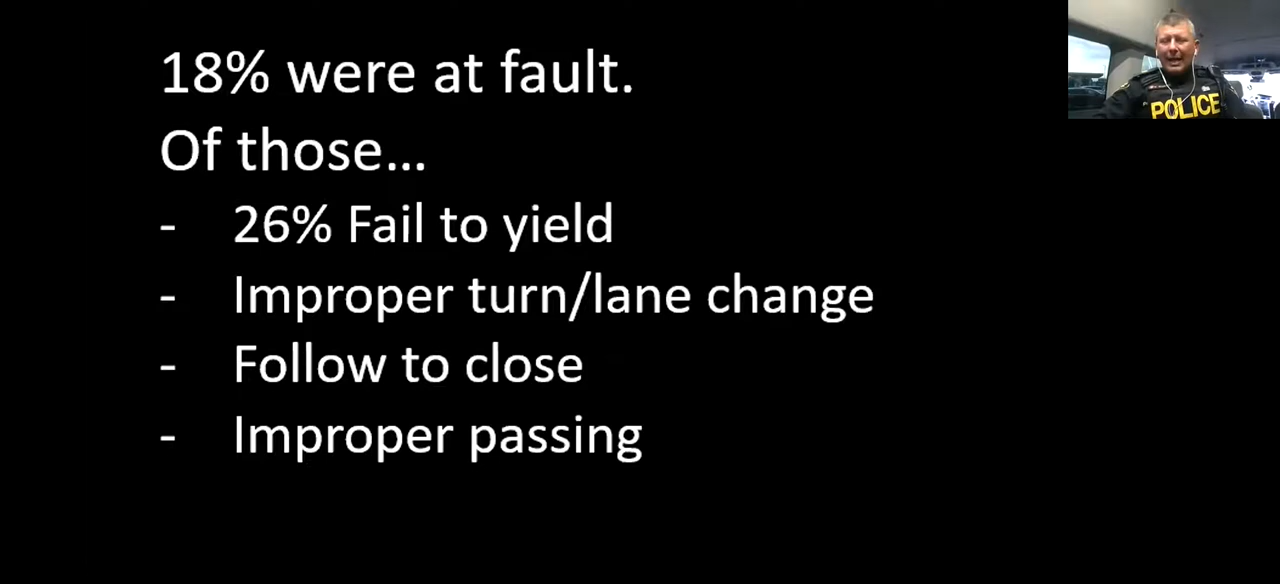 18% were at fault.
Of those...
- 26% Fail to yield
- Improper turn/lane change
- Follow to close
- Improper passing
POLICE